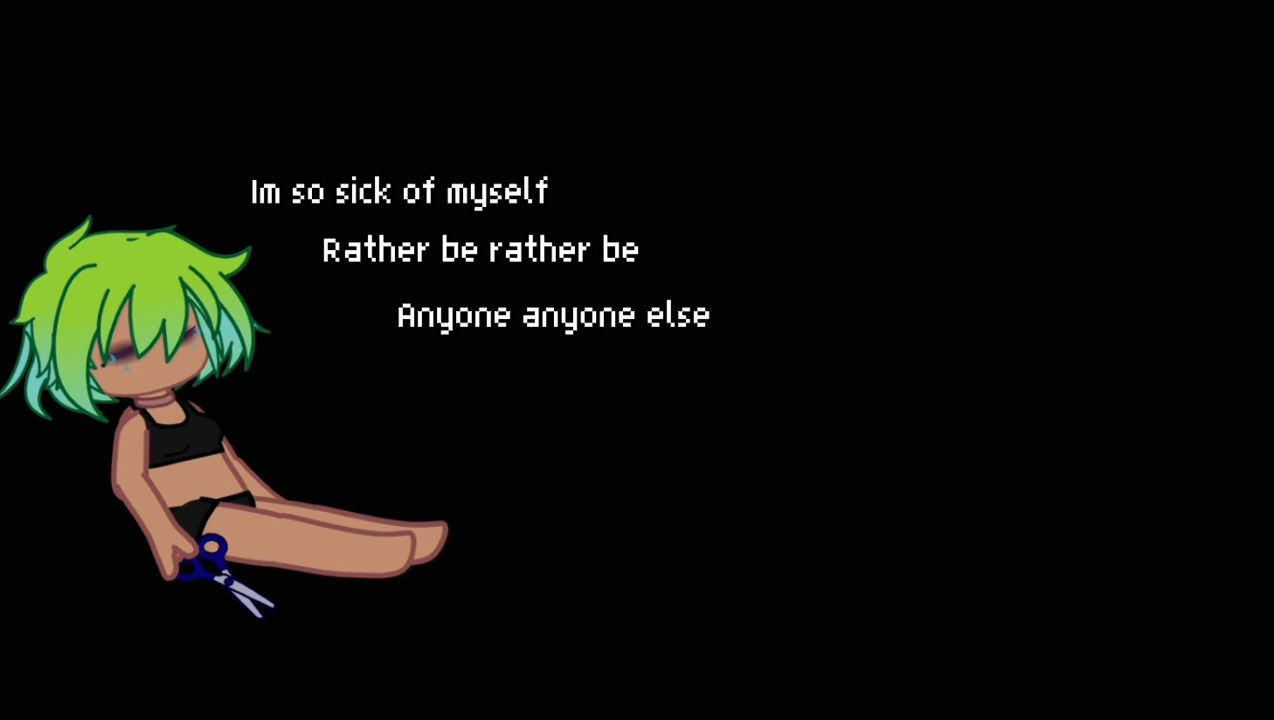 Im so sick of myself
Rather be rather be
Anyone anyone else